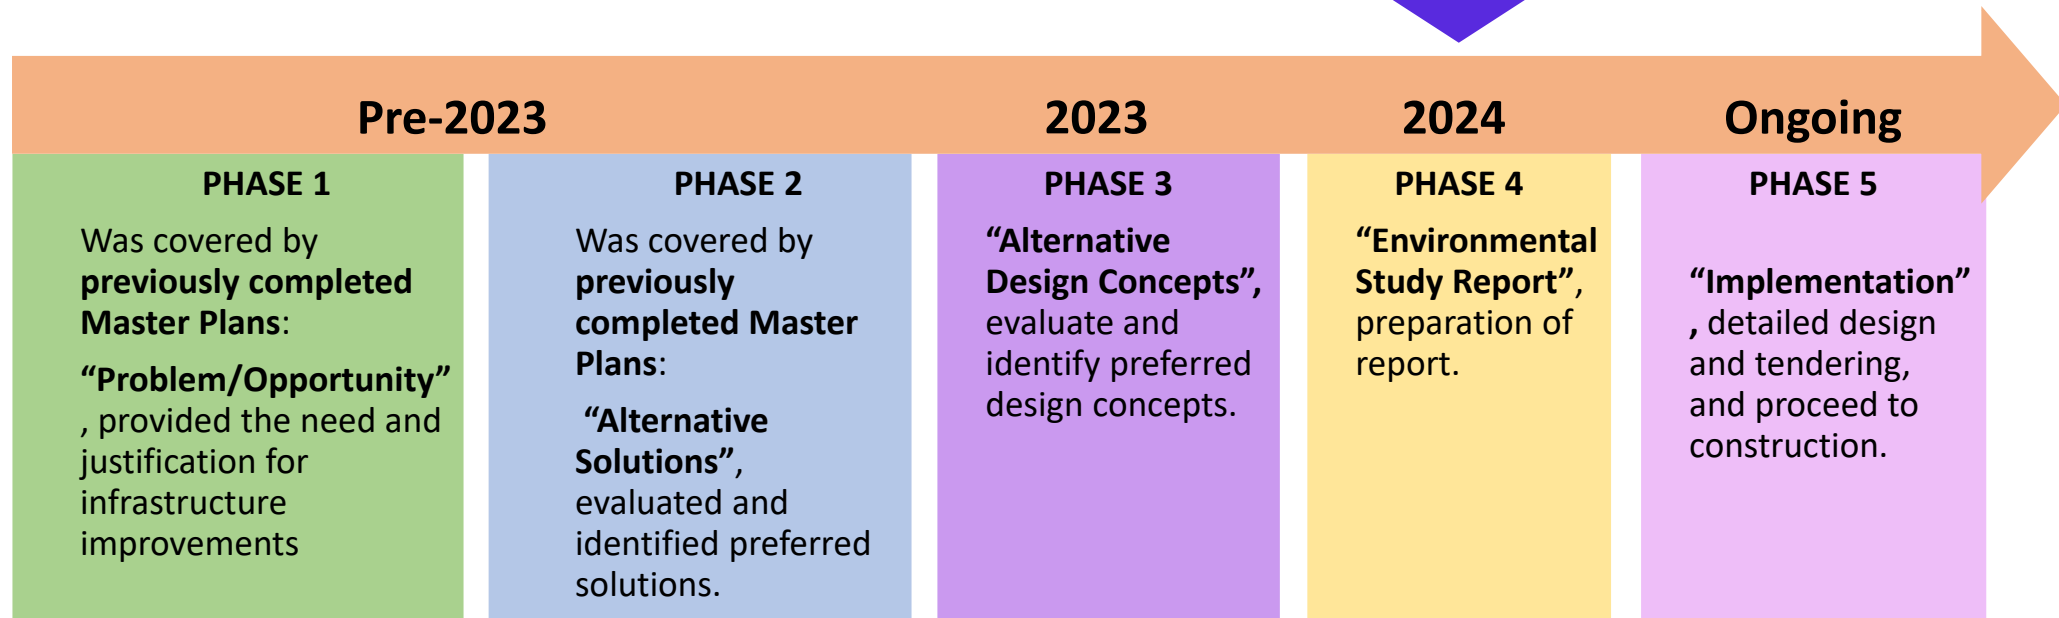 Pre-2023
2023
2024
Ongoing
PHASE 1
Was covered by
previously completed
Master Plans:
“Problem/Opportunity”
, provided the need and
justification for
infrastructure
improvements
PHASE 2
Was covered by
previously
completed Master
Plans:
“Alternative
Solutions”,
evaluated and
identified preferred
solutions.
PHASE 3
“Alternative
Design Concepts”,
evaluate and
identify preferred
design concepts.
PHASE 4
“Environmental
Study Report”,
preparation of
report.
PHASE 5
“Implementation”
, detailed design
and tendering,
and proceed to
construction.